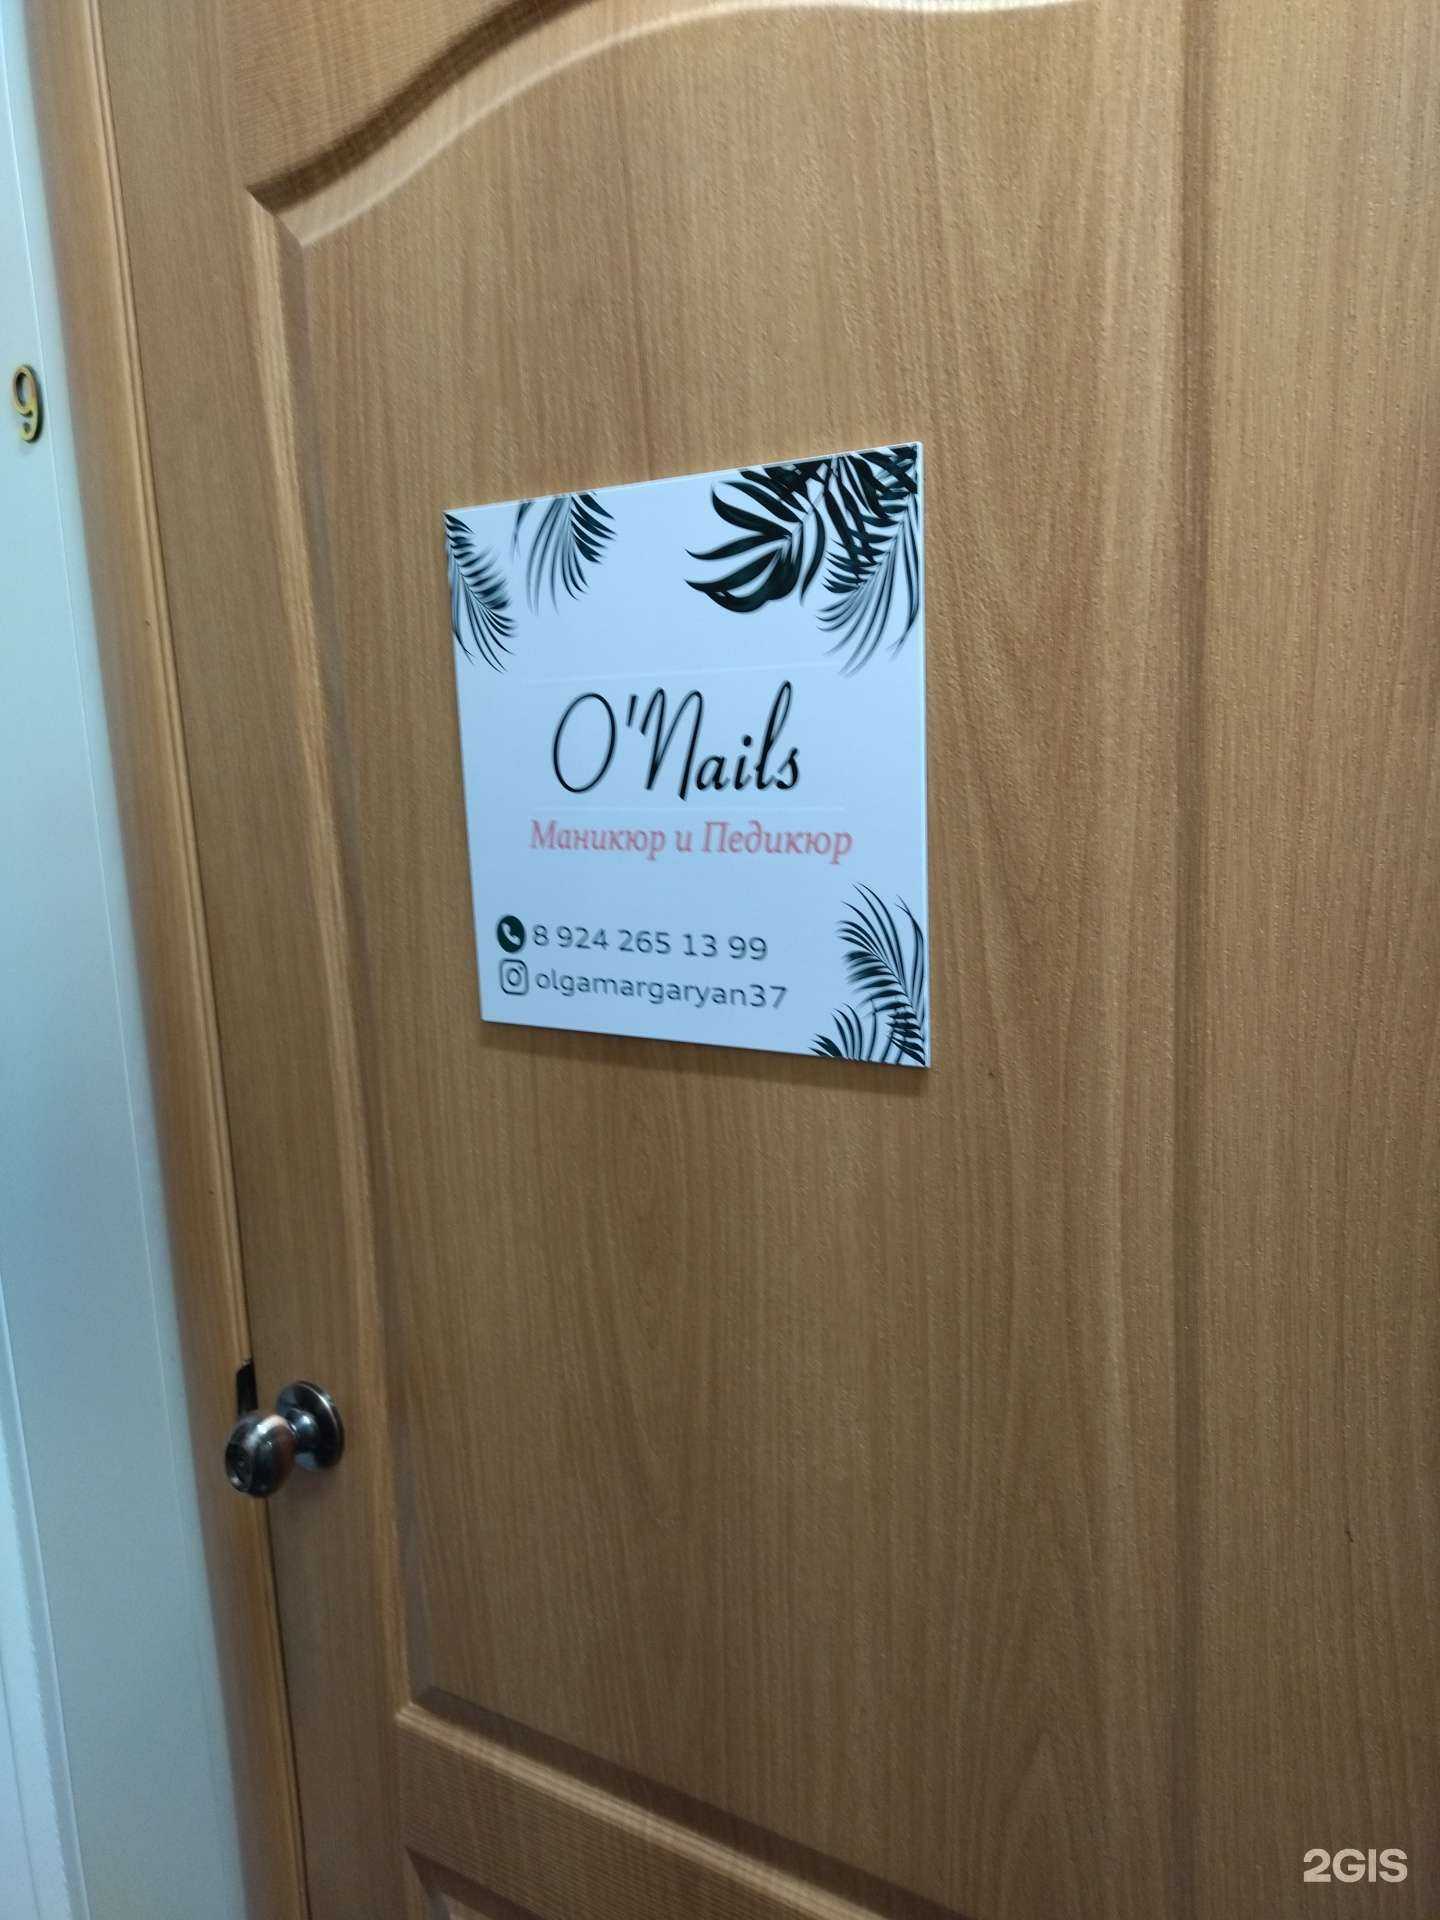 9
O'Nails
Маникюр и Педикюр
8 924 265 13 99
olgamargaryan37
2GIS